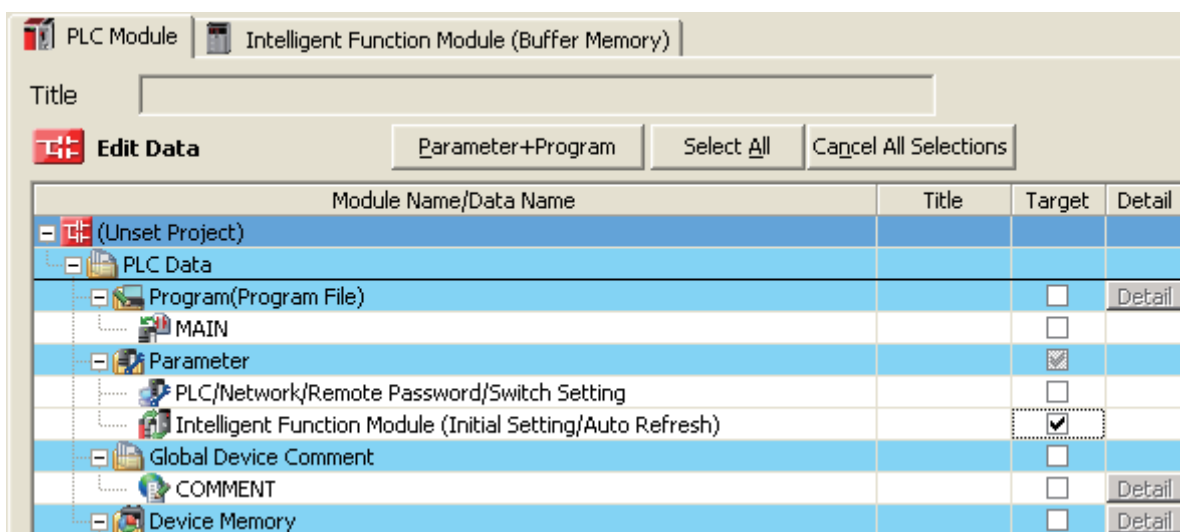 PLC Module Intelligent Function Module (Buffer Memory)
Title
Edit Data Parameter+Program Select All Cancel All Selections
Module Name/Data Name Title Target Detail
(Unset Project)
PLC Data
Program(Program File) Detail
MAIN
Parameter
PLC/Network/Remote Password/Switch Setting
Intelligent Function Module (Initial Setting/Auto Refresh)
Global Device Comment
COMMENT Detail
Device Memory Detail